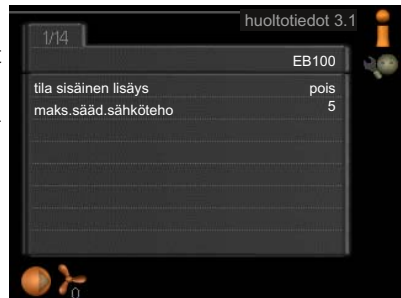 huoltotiedot 3.1
1/14
EB100
tila sisäinen lisäys pois
maks.sääd.sähköteho 5
0